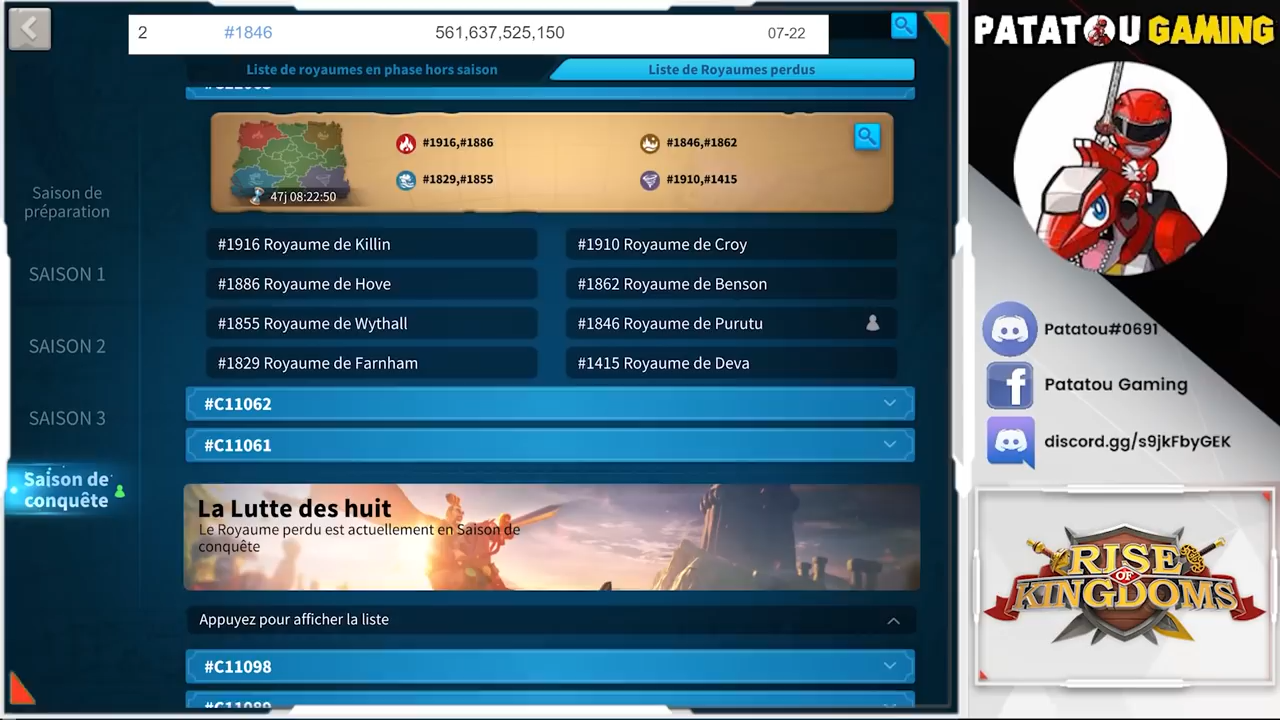 2 #1846 561,637,525,150 07-22
Liste de royaumes en phase hors saison
Liste de Royaumes perdus
#1916,#1886
#1846,#1862
#1829,#1855
#1910,#1415
47j 08:22:50
Saison de
préparation
SAISON 1
SAISON 2
SAISON 3
Saison de
conquête
#1916 Royaume de Killin
#1910 Royaume de Croy
#1886 Royaume de Hove
#1862 Royaume de Benson
#1855 Royaume de Wythall
#1846 Royaume de Purutu
#1829 Royaume de Farnham
#1415 Royaume de Deva
#C11062
#C11061
La Lutte des huit
Le Royaume perdu est actuellement en Saison de
conquête
Appuyez pour afficher la liste
#C11098
PATATOU GAMING
Patatou#0691
Patatou Gaming
discord.gg/s9jkFbyGEK
RISE
OF
KINGDOMS